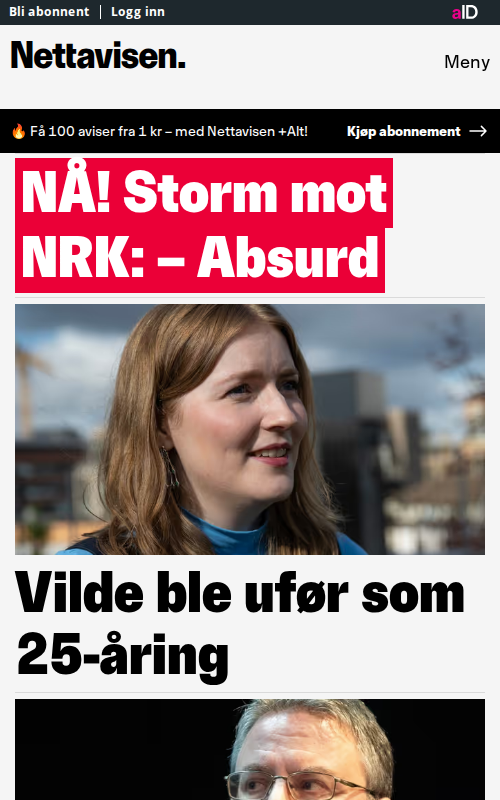 Bli abonnent | Logg inn
aID
Nettavisen.
Meny
🔥 Få 100 aviser fra 1 kr – med Nettavisen +Alt!
Kjøp abonnement →
NÅ! Storm mot
NRK: – Absurd
Vilde ble ufør som
25-åring